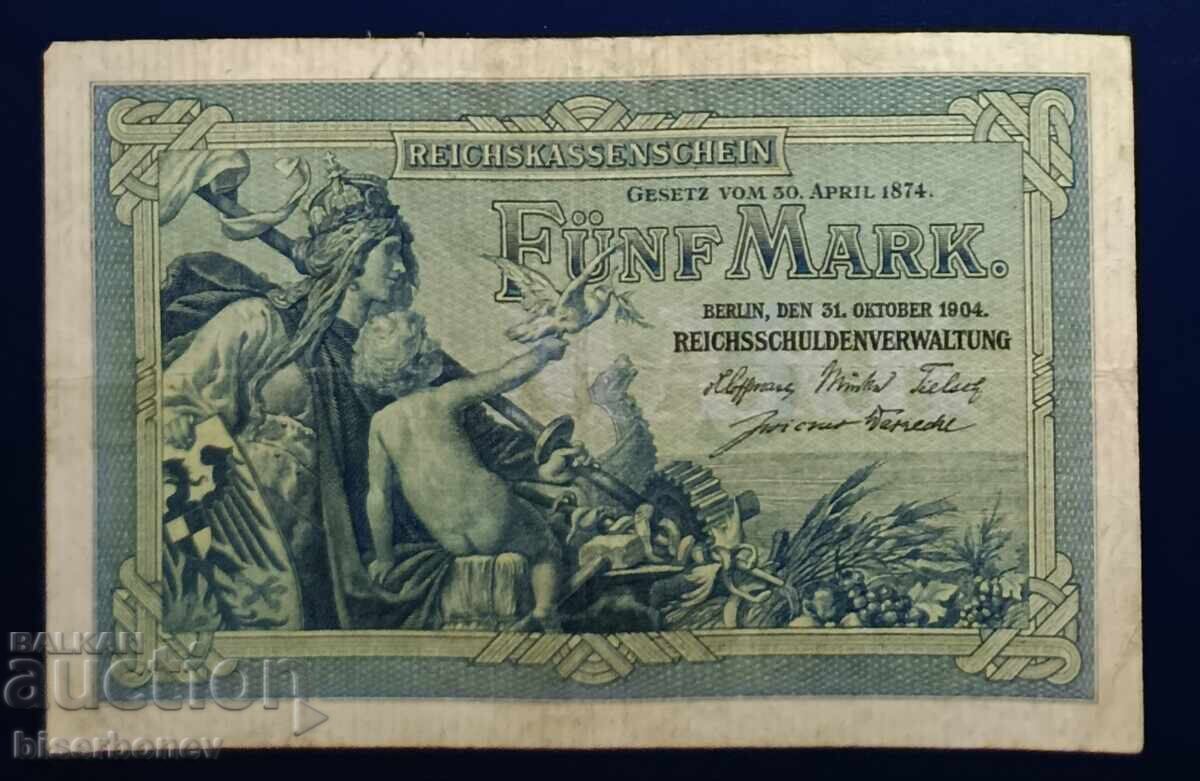 REICHSKASSENSCHEIN
GESETZ VOM 30. APRIL 1874.
FÜNF MARK.
BERLIN, DEN 31. OKTOBER 1904.
REICHSSCHULDENVERWALTUNG
BALKAN
auction
biserbonev